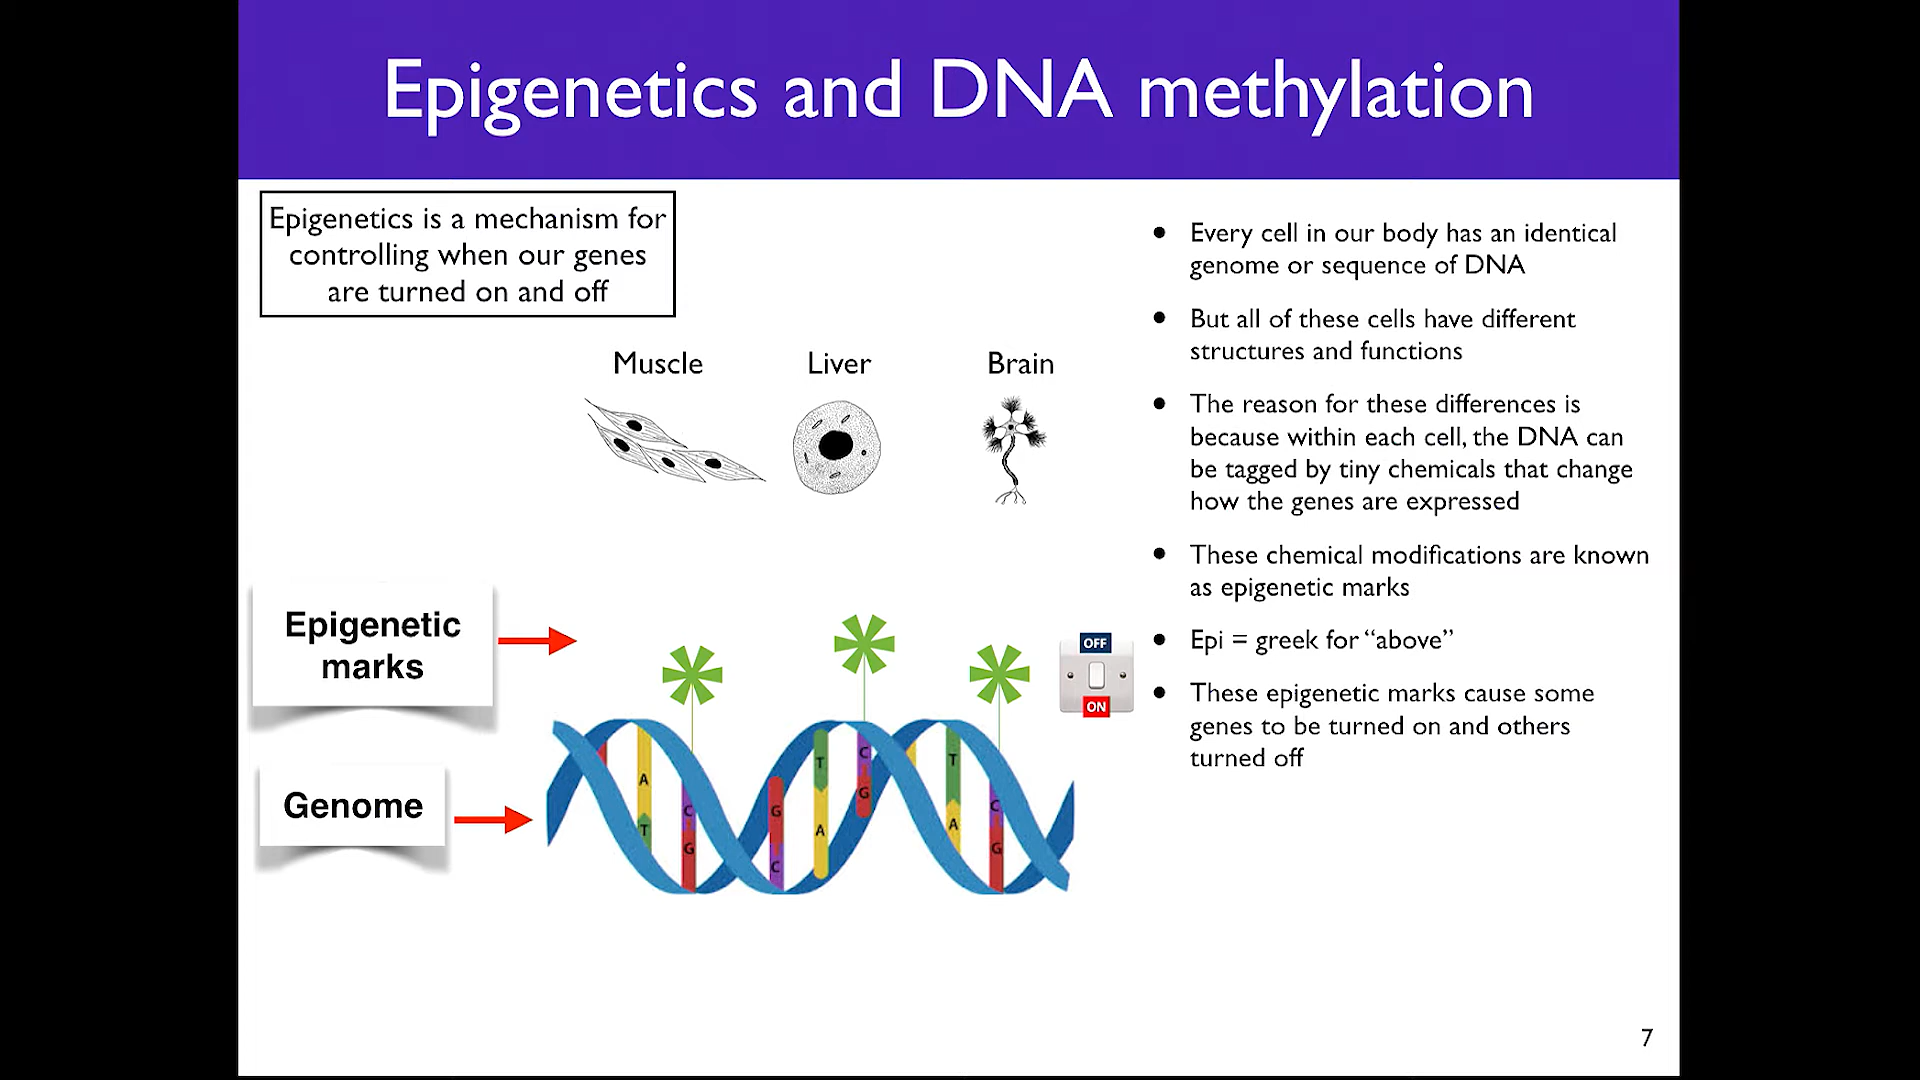 Epigenetics and DNA methylation
Epigenetics is a mechanism for
controlling when our genes
are turned on and off
Muscle
Liver
Brain
Epigenetic
marks
Genome
OFF
ON
A
T
C
G
G
C
T
A
C
G
T
A
C
G
• Every cell in our body has an identical
genome or sequence of DNA
• But all of these cells have different
structures and functions
• The reason for these differences is
because within each cell, the DNA can
be tagged by tiny chemicals that change
how the genes are expressed
• These chemical modifications are known
as epigenetic marks
• Epi = greek for “above”
• These epigenetic marks cause some
genes to be turned on and others
turned off
7